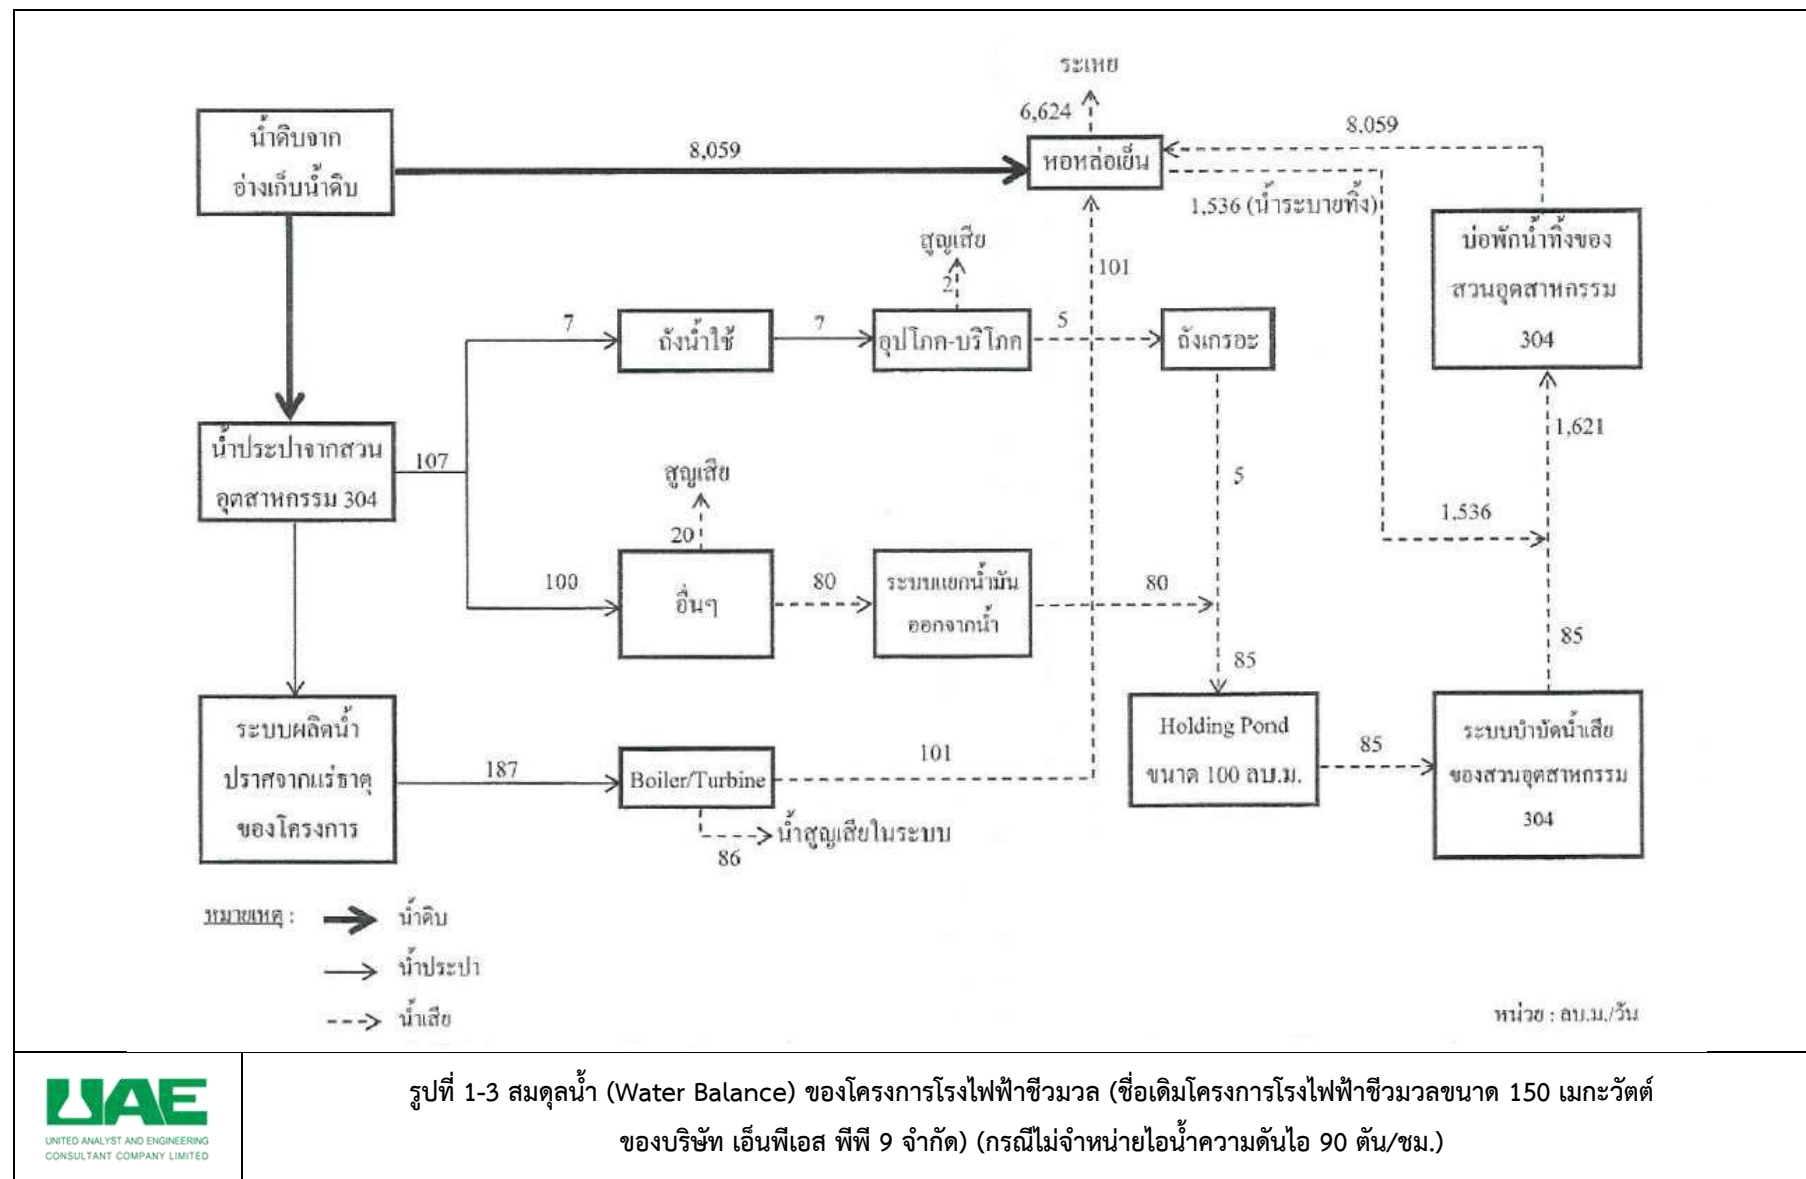 ระเหย
6,624
น้ำดิบจาก
อ่างเก็บน้ำดิบ
8,059
หอหล่อเย็น
8,059
1,536 (น้ำระบายทิ้ง)
บ่อพักน้ำทิ้งของ
สวนอุตสาหกรรม
304
สูญเสีย
2
101
7
ถังน้ำใช้
7
อุปโภค-บริโภค
5
ถังเกรอะ
1,621
น้ำประปาจากสวน
อุตสาหกรรม 304
107
สูญเสีย
20
5
1,536
100
อื่นๆ
80
ระบบแยกน้ำมัน
ออกจากน้ำ
80
85
85
ระบบผลิตน้ำ
ปราศจากแร่ธาตุ
ของโครงการ
187
Boiler/Turbine
101
86
น้ำสูญเสียในระบบ
Holding Pond
ขนาด 100 ลบ.ม.
85
ระบบบำบัดน้ำเสีย
ของสวนอุตสาหกรรม
304
หมายเหตุ :
น้ำดิบ
น้ำประปา
น้ำเสีย
หน่วย : ลบ.ม./วัน
UAE
UNITED ANALYST AND ENGINEERING
CONSULTANT COMPANY LIMITED
รูปที่ 1-3 สมดุลน้ำ (Water Balance) ของโครงการโรงไฟฟ้าชีวมวล (ชื่อเดิมโครงการโรงไฟฟ้าชีวมวลขนาด 150 เมกะวัตต์
ของบริษัท เอ็นพีเอส พีพี 9 จำกัด) (กรณีไม่จำหน่ายไอน้ำความดันไอ 90 ตัน/ชม.)